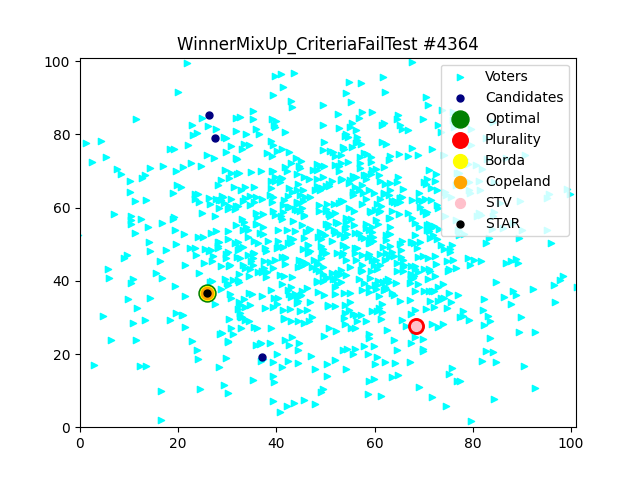 WinnerMixUp_CriteriaFailTest #4364
100
80
60
40
20
0
0
20
40
60
80
100
Voters
Candidates
Optimal
Plurality
Borda
Copeland
STV
STAR